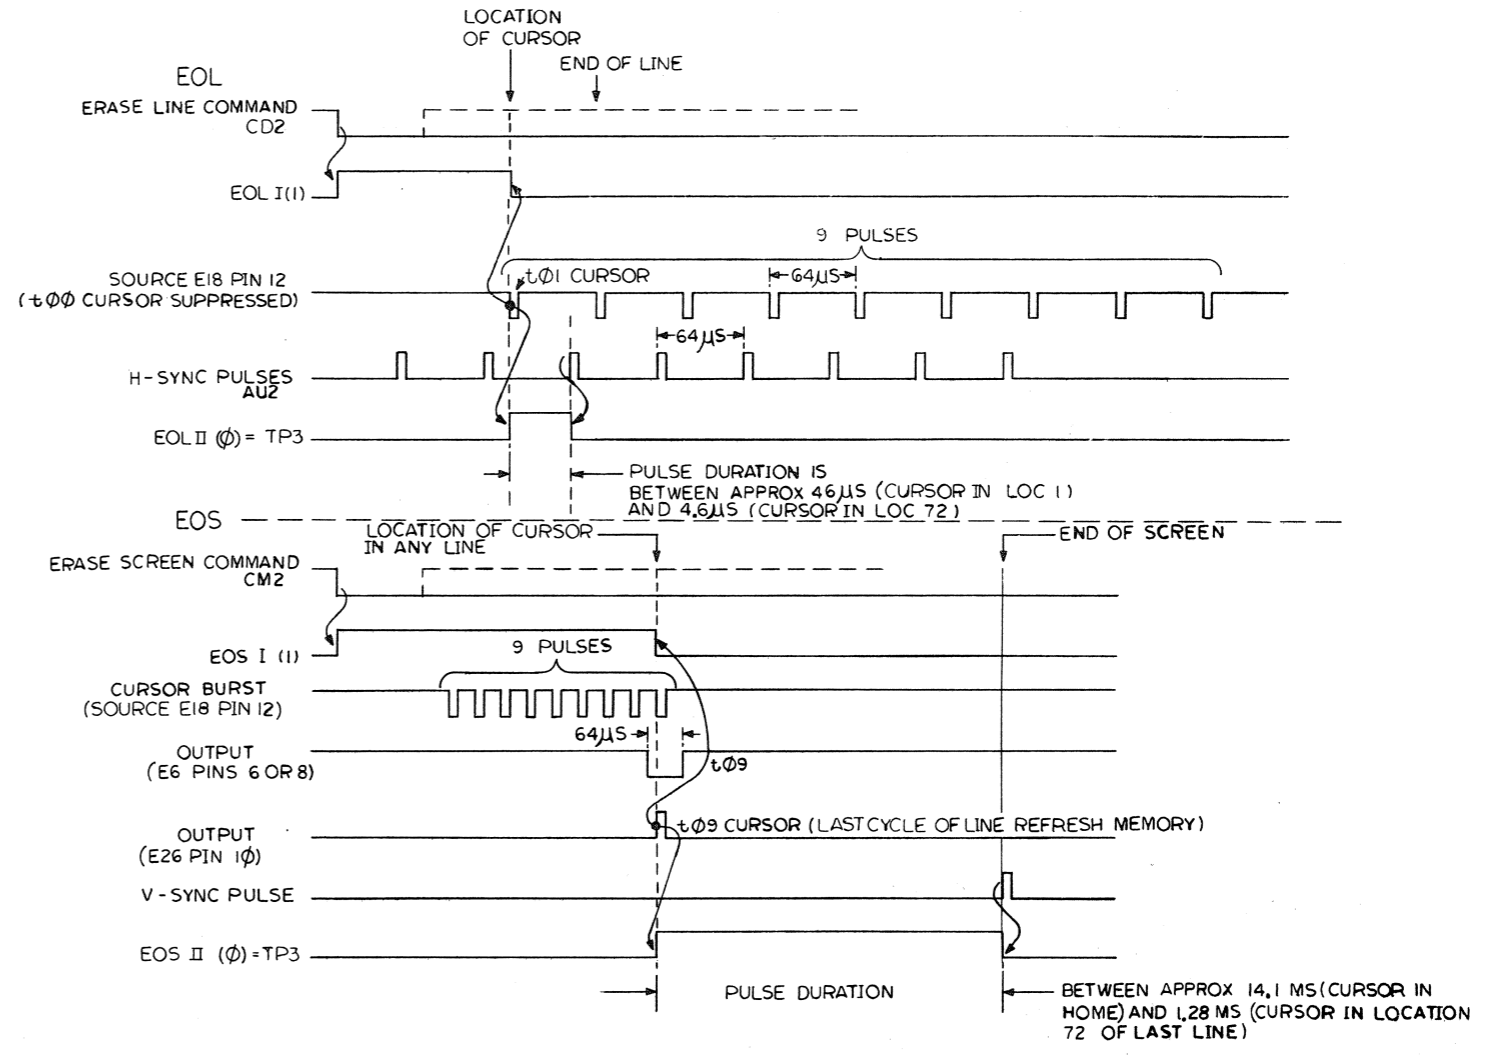 LOCATION
OF CURSOR
END OF LINE
EOL
ERASE LINE COMMAND
CD2
EOL I(1)
9 PULSES
SOURCE E18 PIN 12
(tØØ CURSOR SUPPRESSED)
tØ1 CURSOR
64µS
64µS
H-SYNC PULSES
AU2
EOL II (Ø) = TP3
PULSE DURATION IS
BETWEEN APPROX 46µS (CURSOR IN LOC 1)
AND 4.6µS (CURSOR IN LOC 72)
EOS
LOCATION OF CURSOR
IN ANY LINE
END OF SCREEN
ERASE SCREEN COMMAND
CM2
EOS I (1)
9 PULSES
CURSOR BURST
(SOURCE E18 PIN 12)
64µS
OUTPUT
(E6 PINS 6 OR 8)
tØ9
OUTPUT
(E26 PIN 1Ø)
tØ9 CURSOR (LAST CYCLE OF LINE REFRESH MEMORY)
V-SYNC PULSE
EOS II (Ø) = TP3
PULSE DURATION
BETWEEN APPROX 14.1 MS (CURSOR IN
HOME) AND 1.28 MS (CURSOR IN LOCATION
72 OF LAST LINE)